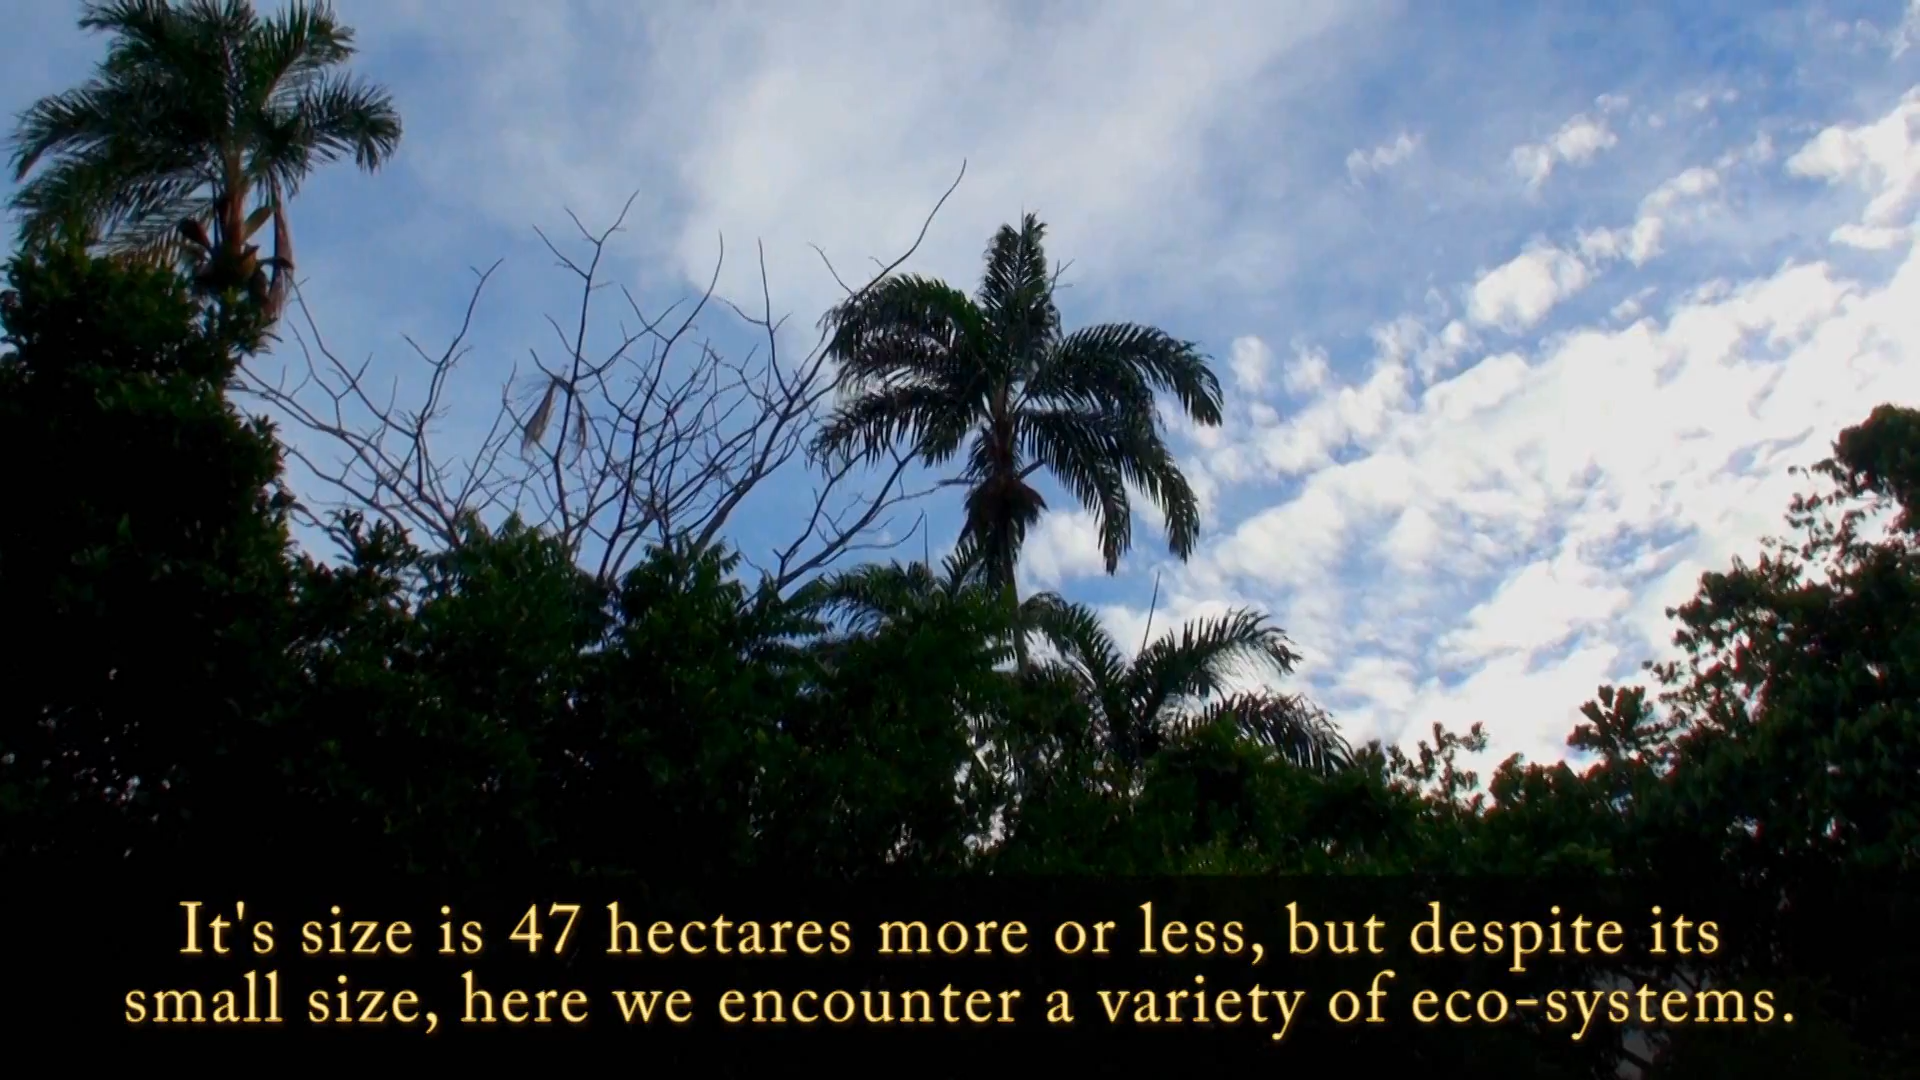 It's size is 47 hectares more or less, but despite its
small size, here we encounter a variety of eco-systems.